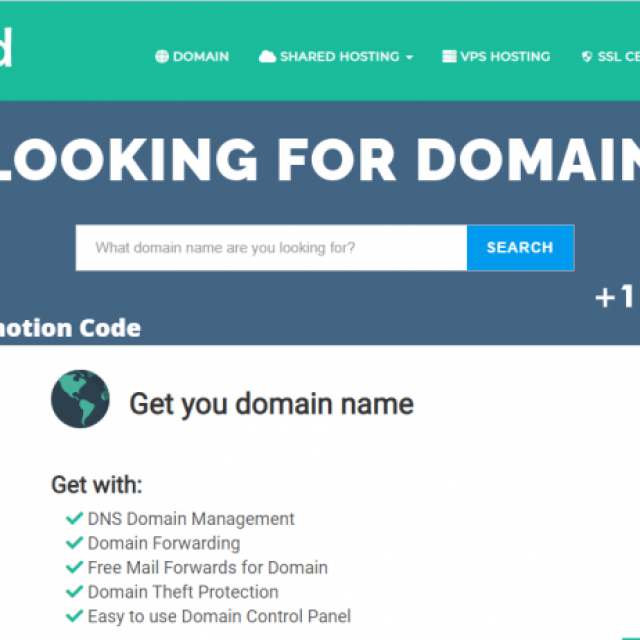 d
DOMAIN SHARED HOSTING VPS HOSTING SSL CE
LOOKING FOR DOMAIN
What domain name are you looking for? SEARCH
+1
notion Code
Get you domain name
Get with:
DNS Domain Management
Domain Forwarding
Free Mail Forwards for Domain
Domain Theft Protection
Easy to use Domain Control Panel